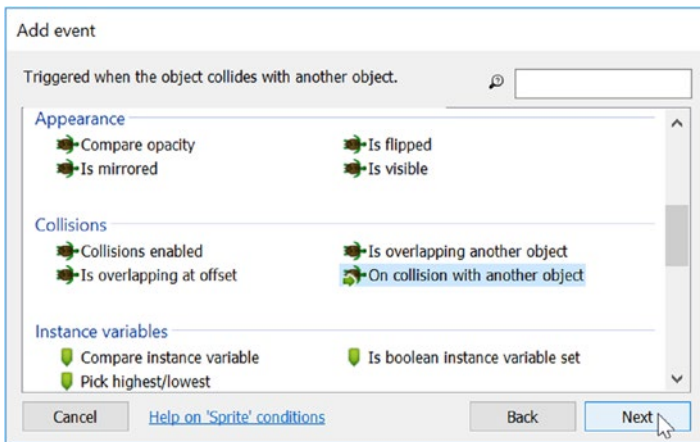 Add event
Triggered when the object collides with another object.
Appearance
Compare opacity Is flipped
Is mirrored Is visible
Collisions
Collisions enabled Is overlapping another object
Is overlapping at offset On collision with another object
Instance variables
Compare instance variable Is boolean instance variable set
Pick highest/lowest
Cancel Help on 'Sprite' conditions Back Next